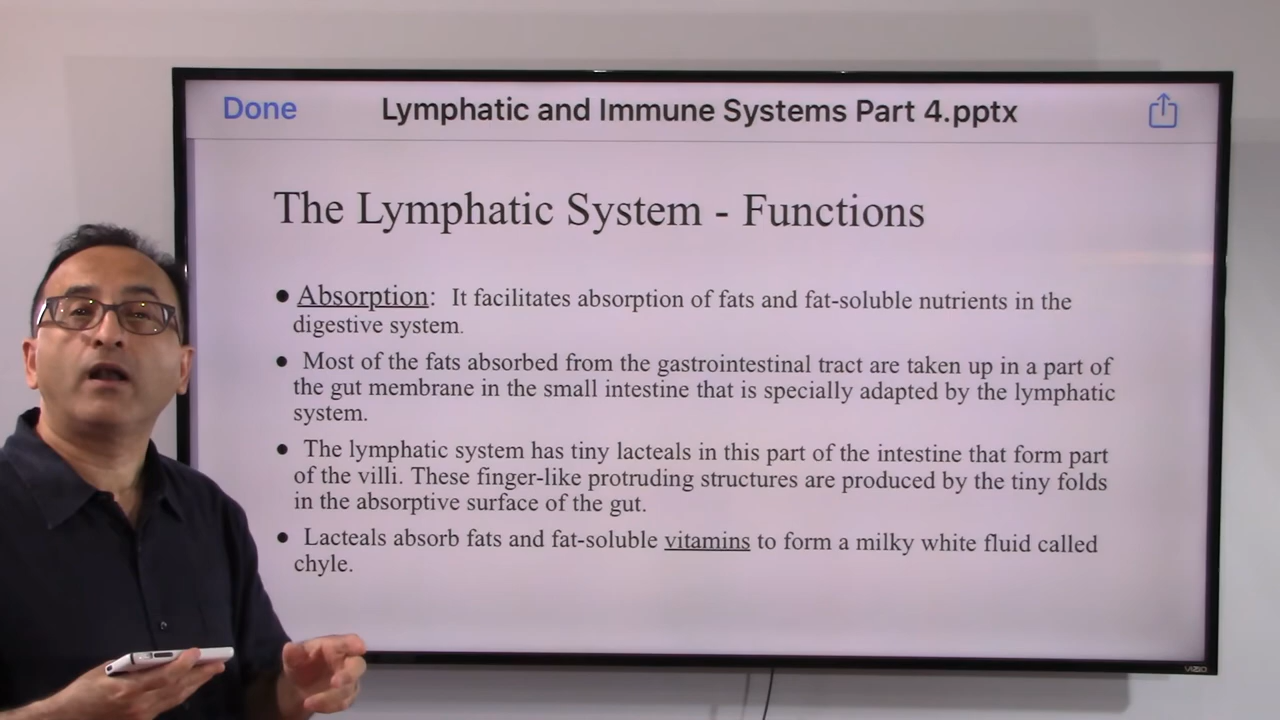 Done
Lymphatic and Immune Systems Part 4.pptx
The Lymphatic System - Functions
● Absorption: It facilitates absorption of fats and fat-soluble nutrients in the
digestive system.
● Most of the fats absorbed from the gastrointestinal tract are taken up in a part of
the gut membrane in the small intestine that is specially adapted by the lymphatic
system.
● The lymphatic system has tiny lacteals in this part of the intestine that form part
of the villi. These finger-like protruding structures are produced by the tiny folds
in the absorptive surface of the gut.
● Lacteals absorb fats and fat-soluble vitamins to form a milky white fluid called
chyle.
VIZIO